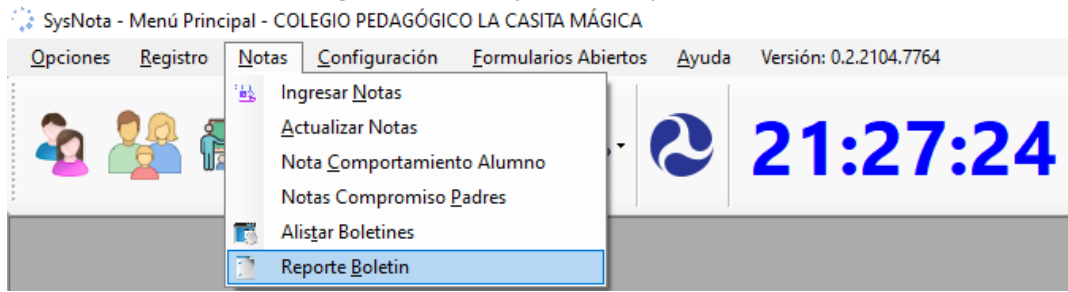 SysNota - Menú Principal - COLEGIO PEDAGÓGICO LA CASITA MÁGICA
Opciones Registro Notas Configuración Formularios Abiertos Ayuda Versión: 0.2.2104.7764
Ingresar Notas
Actualizar Notas
Nota Comportamiento Alumno
Notas Compromiso Padres
Alistar Boletines
Reporte Boletin
21:27:24